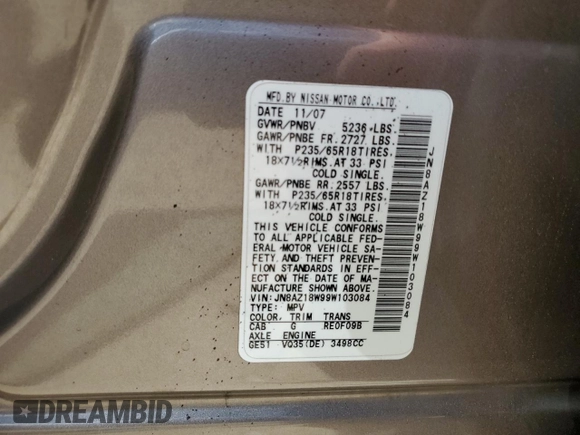 MFD.BY NISSAN MOTOR CO.,LTD.
DATE 11/07
GVWR/PNBV 5236 LBS.
GAWR/PNBE FR. 2727 LBS.
WITH P235/65R18TIRES.
18X7½RIMS.AT 33 PSI
COLD SINGLE.
GAWR/PNBE RR. 2557 LBS.
WITH P235/65R18TIRES,
18X7½RIMS.AT 33 PSI
COLD SINGLE.
THIS VEHICLE CONFORMS
TO ALL APPLICABLE FED-
ERAL MOTOR VEHICLE SA-
FETY, AND THEFT PREVEN-
TION STANDARDS IN EFF-
ECT ON THE DATE OF MA-
NUFACTURE SHOWN ABOVE.
VIN:JN8AZ18W99W103084
TYPE: MPV
COLOR, TRIM TRANS
CAB G RE0F09B
AXLE ENGINE
GE51 VQ35(DE) 3498CC
JN8AZ18W99W103084
DREAMBID